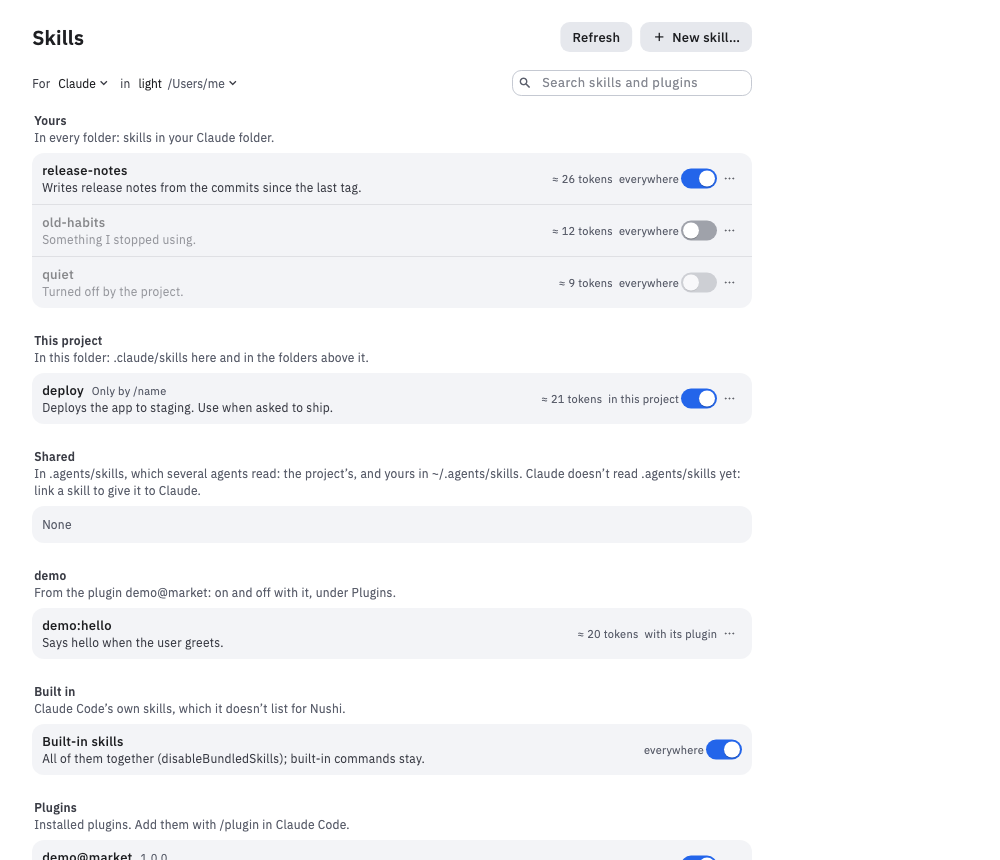 Skills
Refresh
+ New skill...
For Claude in light /Users/me
Search skills and plugins
Yours
In every folder: skills in your Claude folder.
release-notes
Writes release notes from the commits since the last tag.
≈ 26 tokens everywhere
old-habits
Something I stopped using.
≈ 12 tokens everywhere
quiet
Turned off by the project.
≈ 9 tokens everywhere
This project
In this folder: .claude/skills here and in the folders above it.
deploy Only by /name
Deploys the app to staging. Use when asked to ship.
≈ 21 tokens in this project
Shared
In .agents/skills, which several agents read: the project’s, and yours in ~/.agents/skills. Claude doesn’t read .agents/skills yet:
link a skill to give it to Claude.
None
demo
From the plugin demo@market: on and off with it, under Plugins.
demo:hello
Says hello when the user greets.
≈ 20 tokens with its plugin
Built in
Claude Code’s own skills, which it doesn’t list for Nushi.
Built-in skills
All of them together (disableBundledSkills); built-in commands stay.
everywhere
Plugins
Installed plugins. Add them with /plugin in Claude Code.
demo@market 1.0.0